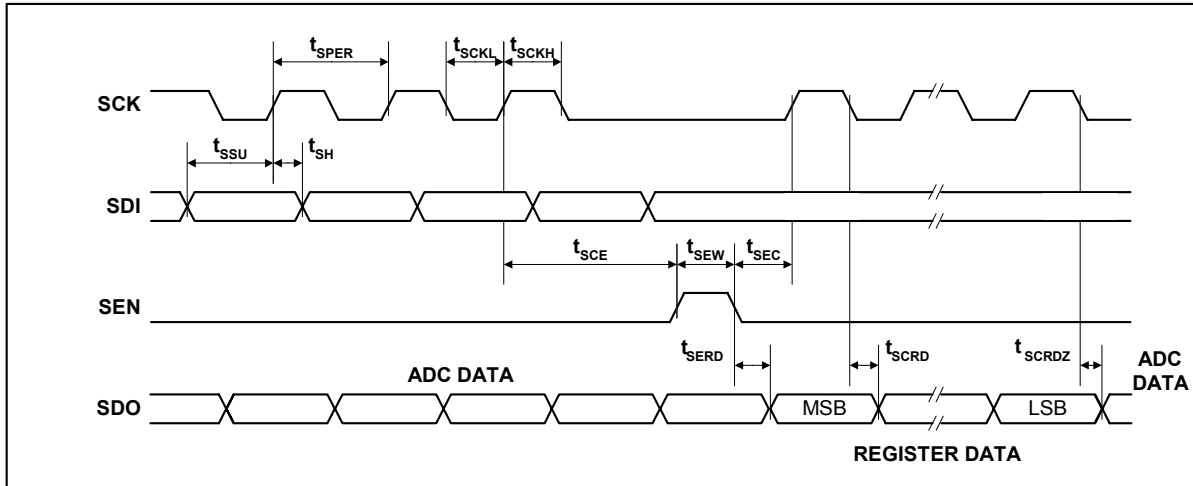 tSPER
tSCKL
tSCKH
SCK
tSSU
tSH
SDI
tSCE
tSEW
tSEC
SEN
tSERD
tSCRD
tSCRDZ
ADC DATA
ADC
DATA
SDO
MSB
LSB
REGISTER DATA